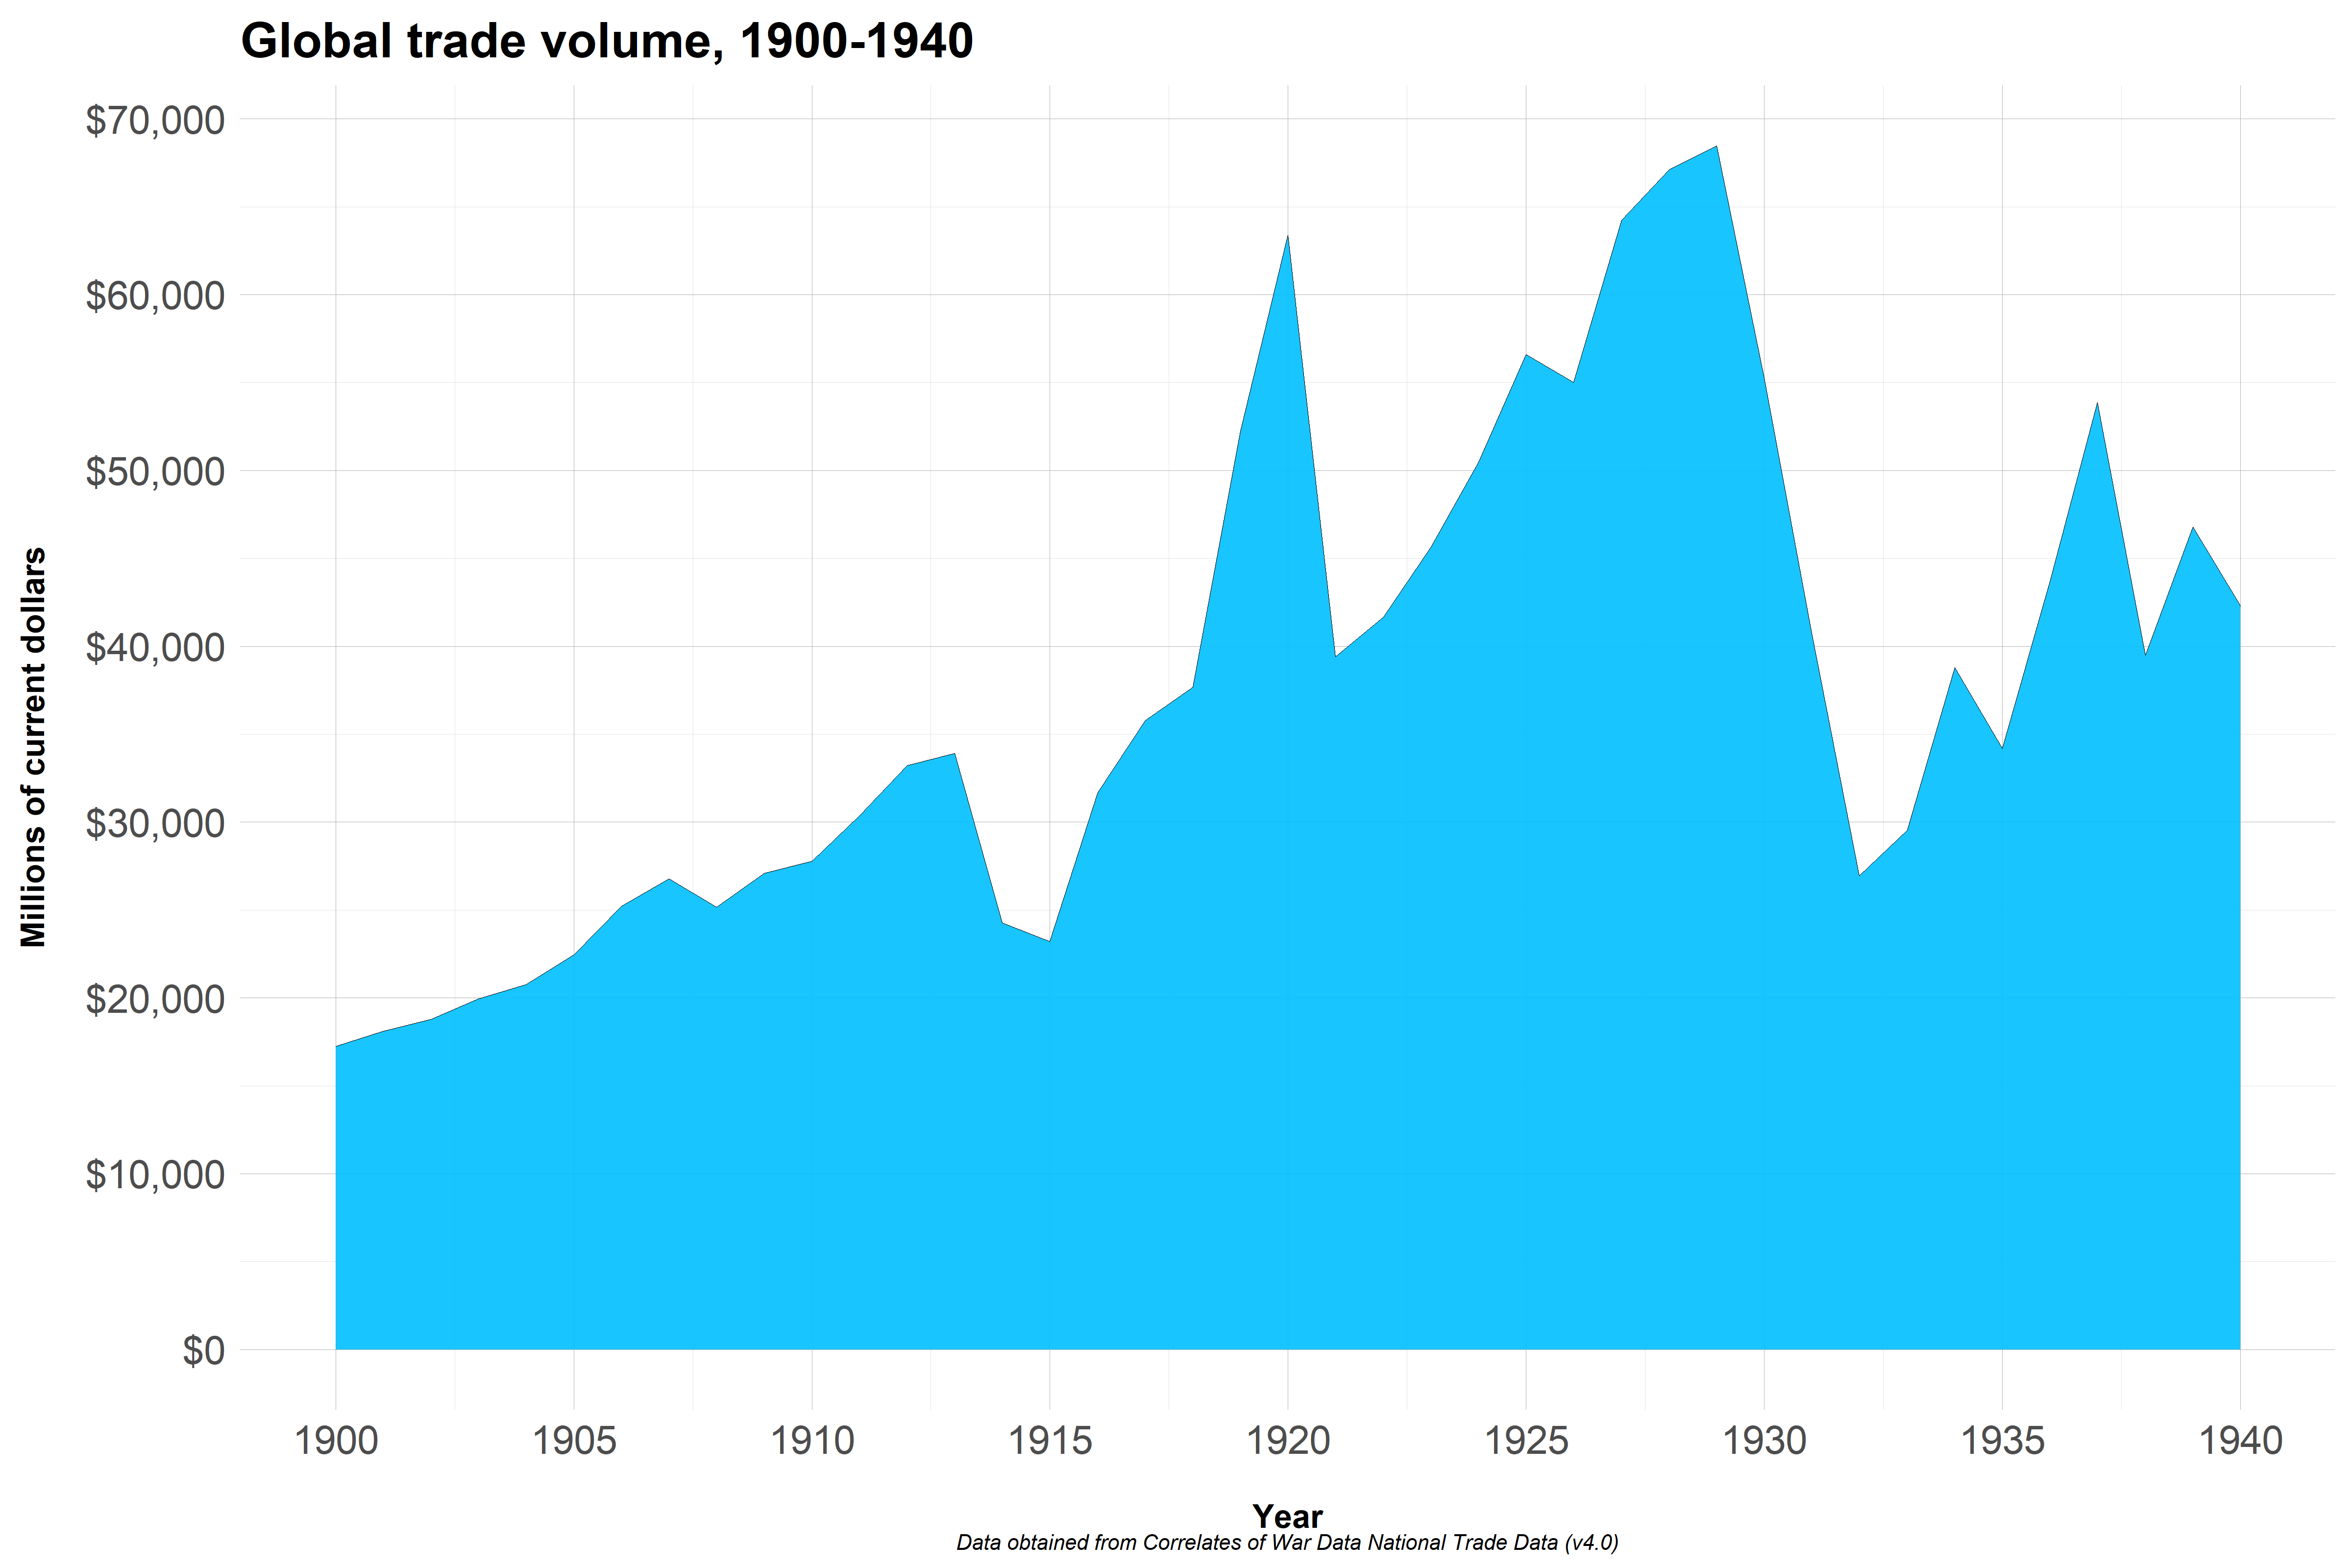 Global trade volume, 1900-1940
$70,000
$60,000
$50,000
$40,000
$30,000
$20,000
$10,000
$0
Millions of current dollars
1900 1905 1910 1915 1920 1925 1930 1935 1940
Year
Data obtained from Correlates of War Data National Trade Data (v4.0)